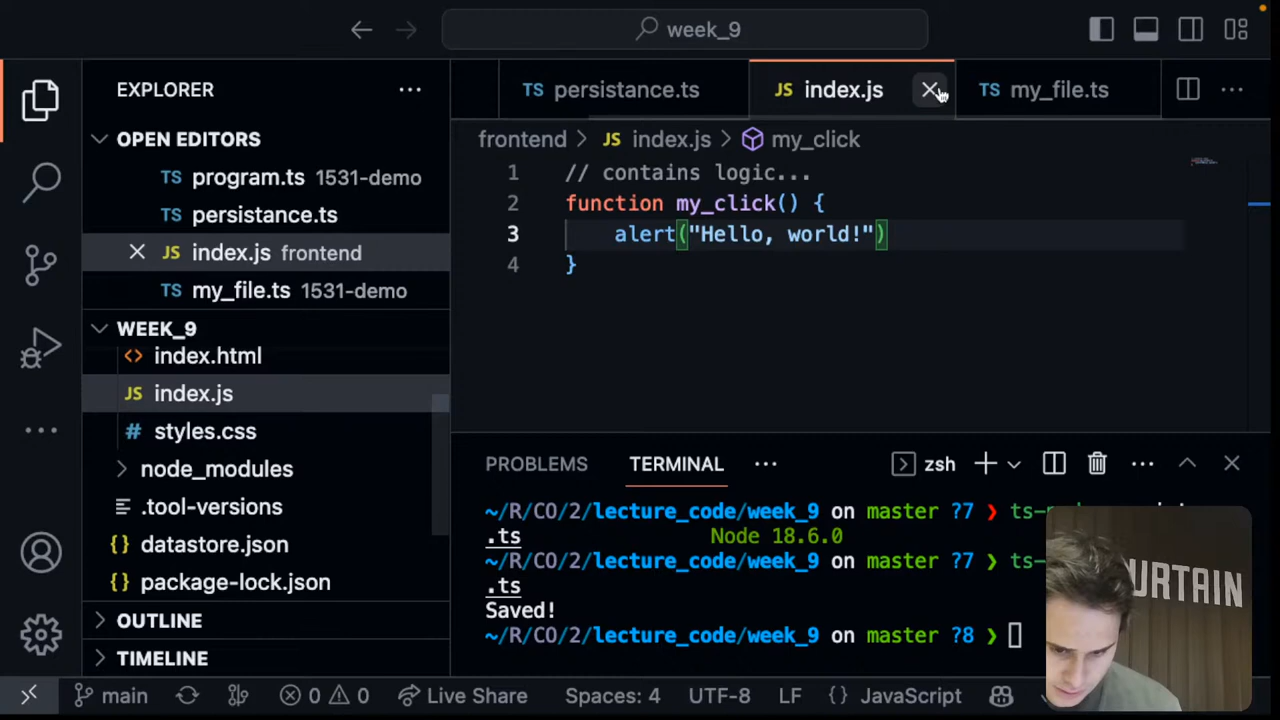 week_9
EXPLORER
TS persistance.ts
JS index.js
TS my_file.ts
OPEN EDITORS
TS program.ts 1531-demo
TS persistance.ts
JS index.js frontend
TS my_file.ts 1531-demo
WEEK_9
index.html
JS index.js
# styles.css
node_modules
.tool-versions
{} datastore.json
{} package-lock.json
OUTLINE
TIMELINE
frontend > JS index.js > my_click
1 // contains logic...
2 function my_click() {
3 alert("Hello, world!")
4 }
PROBLEMS TERMINAL
zsh
~/R/CO/2/lecture_code/week_9 on master ?7 ❯
.ts Node 18.6.0
~/R/CO/2/lecture_code/week_9 on master ?7 ❯
.ts
Saved!
~/R/CO/2/lecture_code/week_9 on master ?8 ❯
URTAIN
main 0 0 Live Share Spaces: 4 UTF-8 LF {} JavaScript